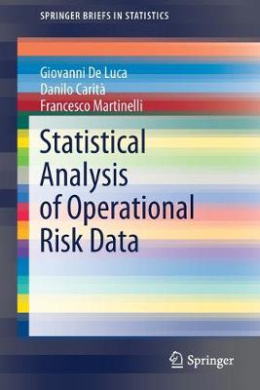 SPRINGER BRIEFS IN STATISTICS
Giovanni De Luca
Danilo Carità
Francesco Martinelli
Statistical
Analysis
of Operational
Risk Data
Springer